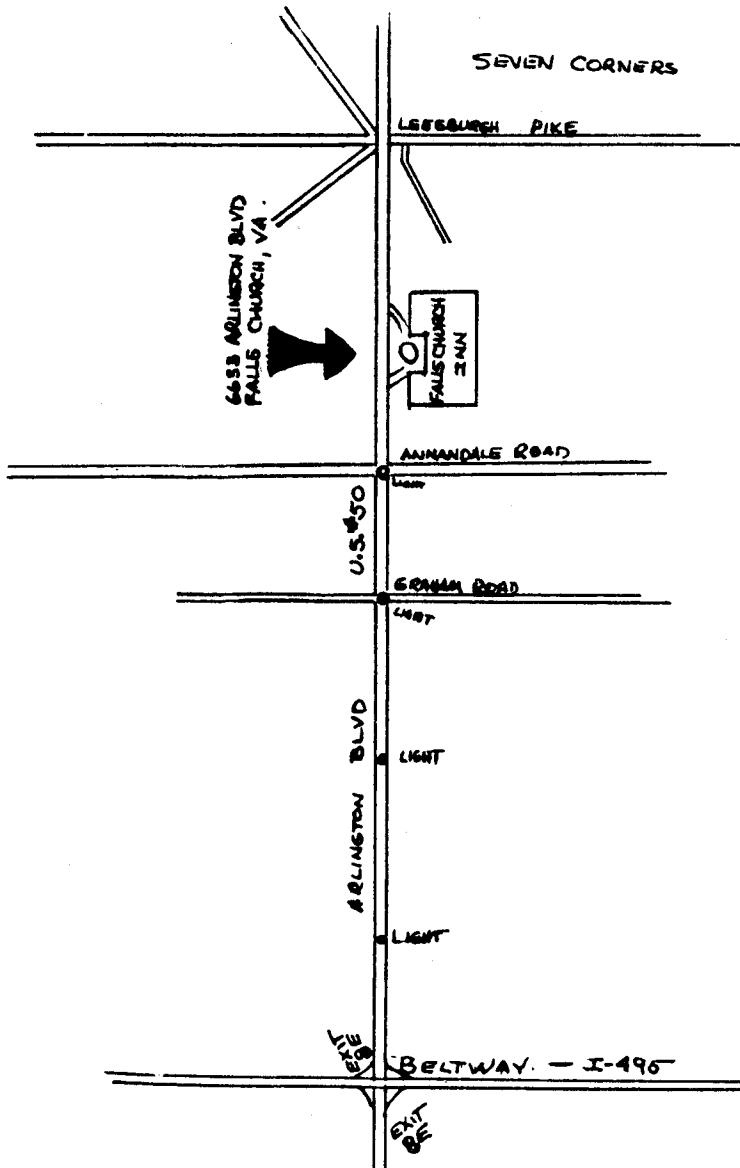 SEVEN CORNERS
LEESBURGH PIKE
6633 ARLINGTON BLVD
FALLS CHURCH, VA.
FALLS CHURCH
INN
ANNANDALE ROAD
LIGHT
U.S.#50
GRAHAM ROAD
LIGHT
ARLINGTON BLVD
LIGHT
LIGHT
EXIT
8E
BELTWAY. — I-495
EXIT
8E